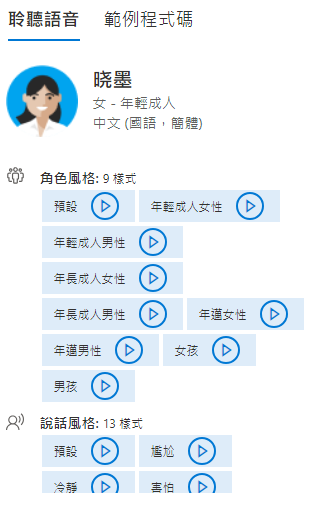 聆聽語音 範例程式碼
晓墨
女 - 年輕成人
中文 (國語，簡體)
角色風格: 9 樣式
預設 年輕成人女性
年輕成人男性
年長成人女性
年長成人男性 年邁女性
年邁男性 女孩
男孩
說話風格: 13 樣式
預設 尷尬
冷靜 害怕